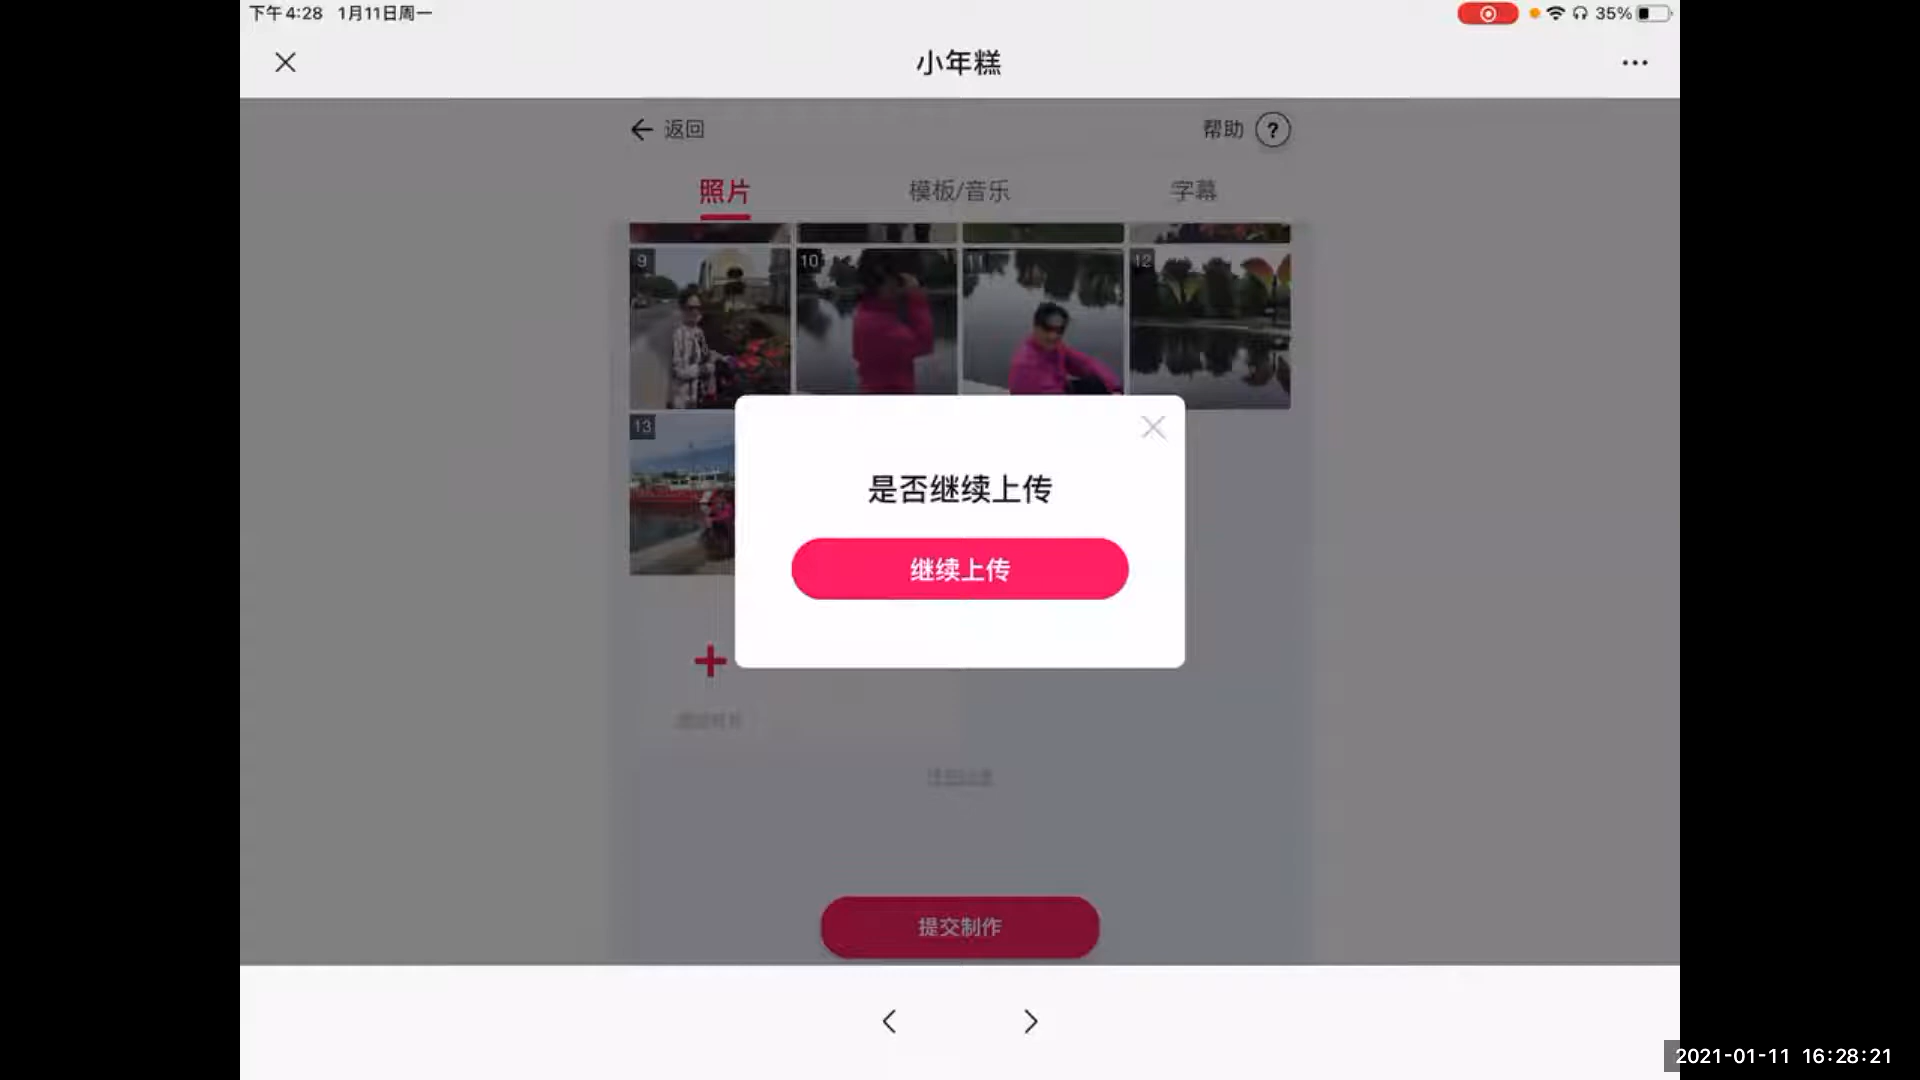 下午4:28 1月11日周一
35%
小年糕
返回
帮助 ?
照片 模板/音乐 字幕
9 10 11 12
13
是否继续上传
继续上传
提交制作
2021-01-11 16:28:21